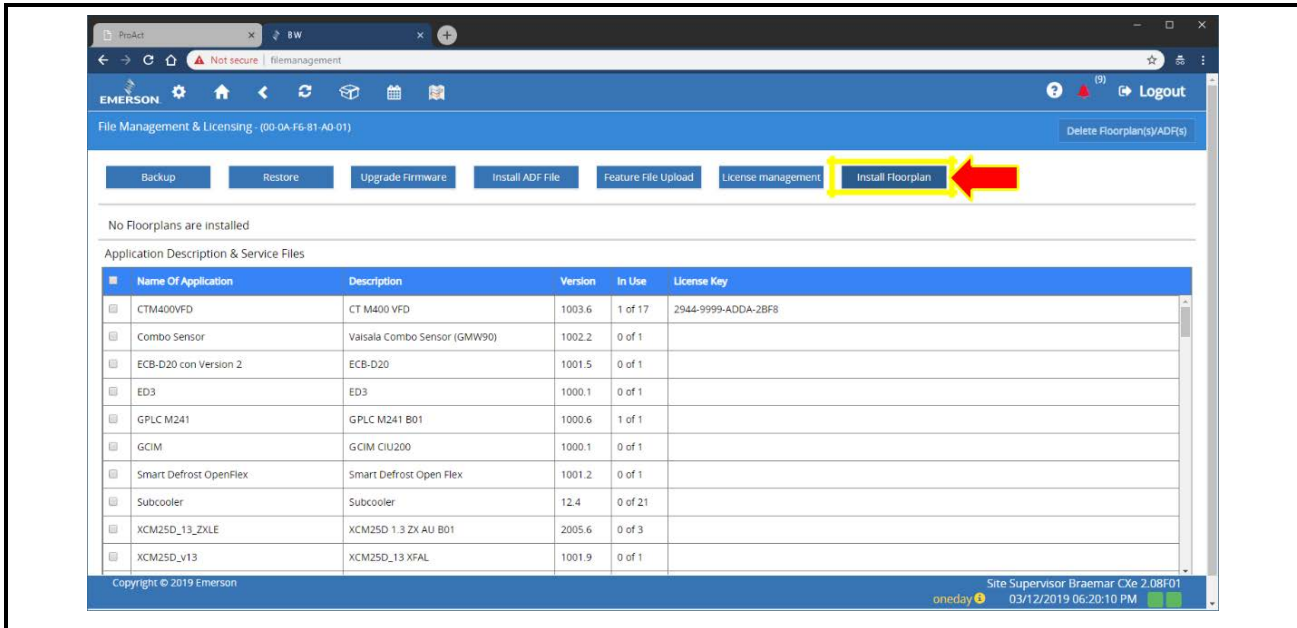 ProAct
BW
Not secure | filemanagement
EMERSON
(9)
Logout
File Management & Licensing - (00-0A-F6-81-A0-01)
Delete Floorplan(s)/ADF(s)
Backup Restore Upgrade Firmware Install ADF File Feature File Upload License management Install Floorplan
No Floorplans are installed
Application Description & Service Files
Name Of Application Description Version In Use License Key
CTM400VFD CT M400 VFD 1003.6 1 of 17 2944-9999-ADDA-2BF8
Combo Sensor Vaisala Combo Sensor (GMW90) 1002.2 0 of 1
ECB-D20 con Version 2 ECB-D20 1001.5 0 of 1
ED3 ED3 1000.1 0 of 1
GPLC M241 GPLC M241 B01 1000.6 1 of 1
GCIM GCIM CIU200 1000.1 0 of 1
Smart Defrost OpenFlex Smart Defrost Open Flex 1001.2 0 of 1
Subcooler Subcooler 12.4 0 of 21
XCM25D_13_ZXLE XCM25D 1.3 ZX AU B01 2005.6 0 of 3
XCM25D_v13 XCM25D_13 XFAL 1001.9 0 of 1
Copyright © 2019 Emerson
Site Supervisor Braemar CXe 2.08F01
oneday 03/12/2019 06:20:10 PM